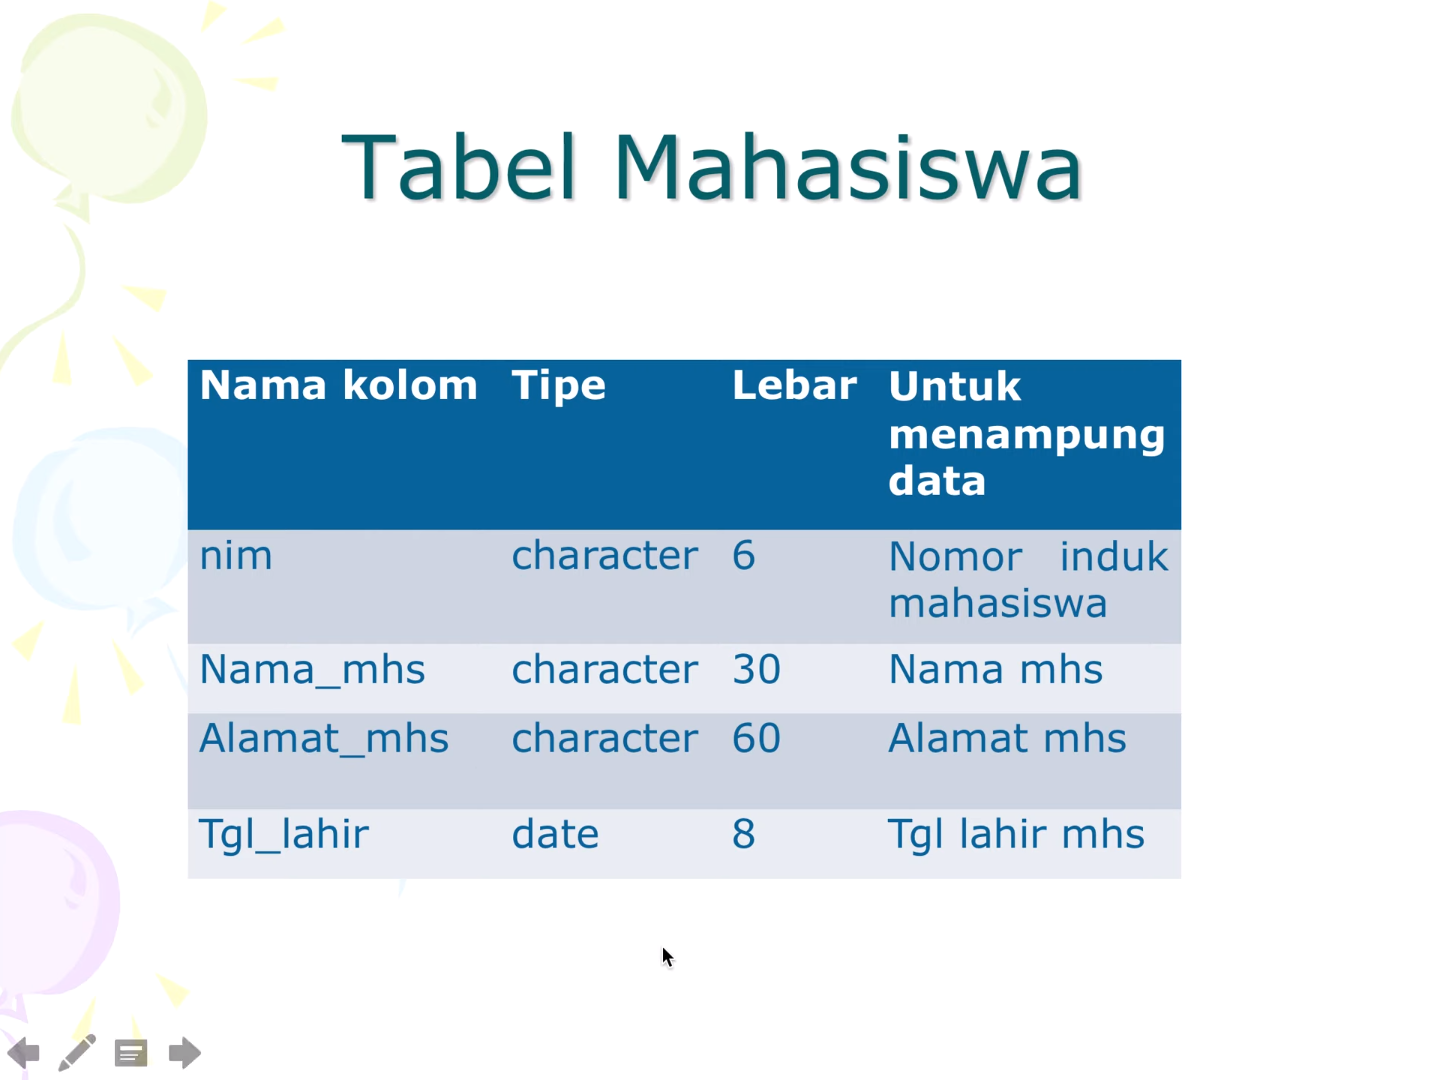 Tabel Mahasiswa
Nama kolom Tipe Lebar Untuk menampung data
nim character 6 Nomor induk mahasiswa
Nama_mhs character 30 Nama mhs
Alamat_mhs character 60 Alamat mhs
Tgl_lahir date 8 Tgl lahir mhs